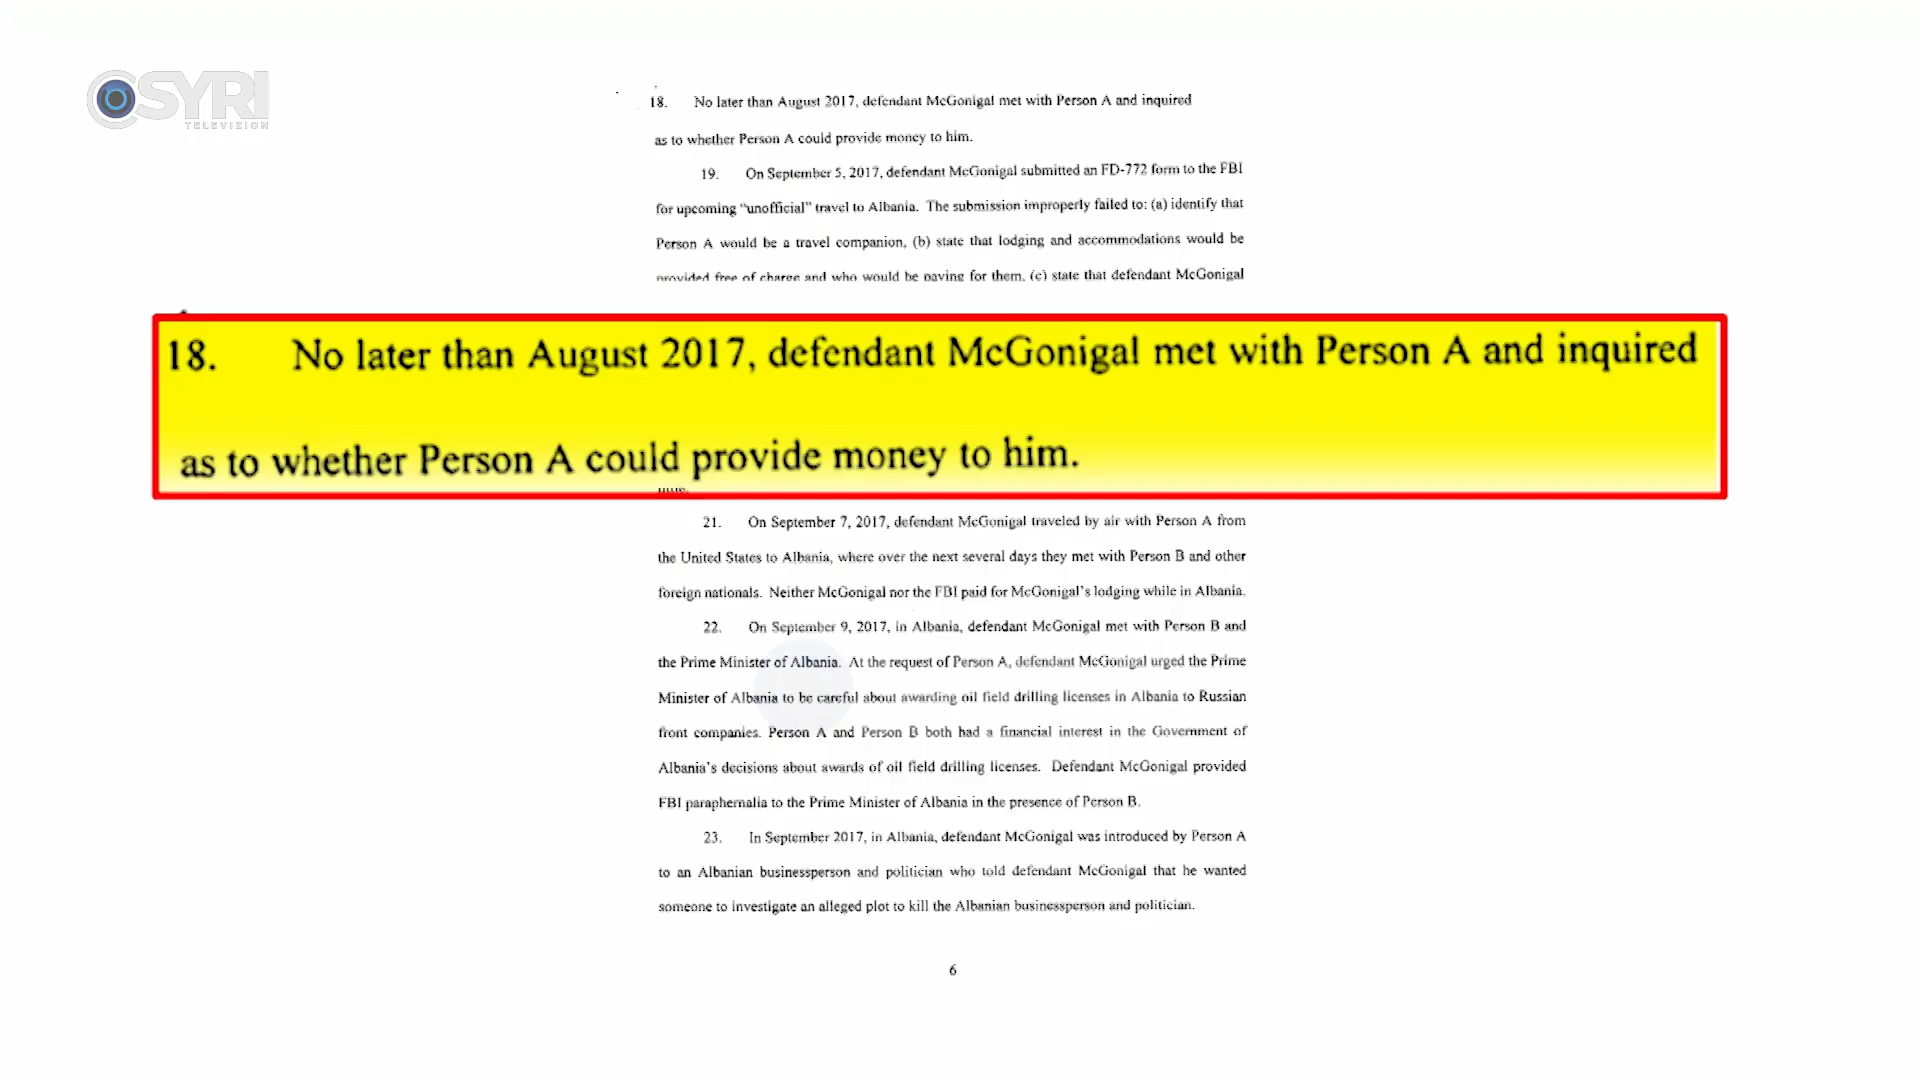 SYRI
TELEVIZION
18. No later than August 2017, defendant McGonigal met with Person A and inquired
as to whether Person A could provide money to him.
19. On September 5, 2017, defendant McGonigal submitted an FD-772 form to the FBI
for upcoming "unofficial" travel to Albania. The submission improperly failed to: (a) identify that
Person A would be a travel companion, (b) state that lodging and accommodations would be
provided free of charge and who would be paying for them, (c) state that defendant McGonigal
18. No later than August 2017, defendant McGonigal met with Person A and inquired
as to whether Person A could provide money to him.
21. On September 7, 2017, defendant McGonigal traveled by air with Person A from
the United States to Albania, where over the next several days they met with Person B and other
foreign nationals. Neither McGonigal nor the FBI paid for McGonigal's lodging while in Albania.
22. On September 9, 2017, in Albania, defendant McGonigal met with Person B and
the Prime Minister of Albania. At the request of Person A, defendant McGonigal urged the Prime
Minister of Albania to be careful about awarding oil field drilling licenses in Albania to Russian
front companies. Person A and Person B both had a financial interest in the Government of
Albania's decisions about awards of oil field drilling licenses. Defendant McGonigal provided
FBI paraphernalia to the Prime Minister of Albania in the presence of Person B.
23. In September 2017, in Albania, defendant McGonigal was introduced by Person A
to an Albanian businessperson and politician who told defendant McGonigal that he wanted
someone to investigate an alleged plot to kill the Albanian businessperson and politician.
6